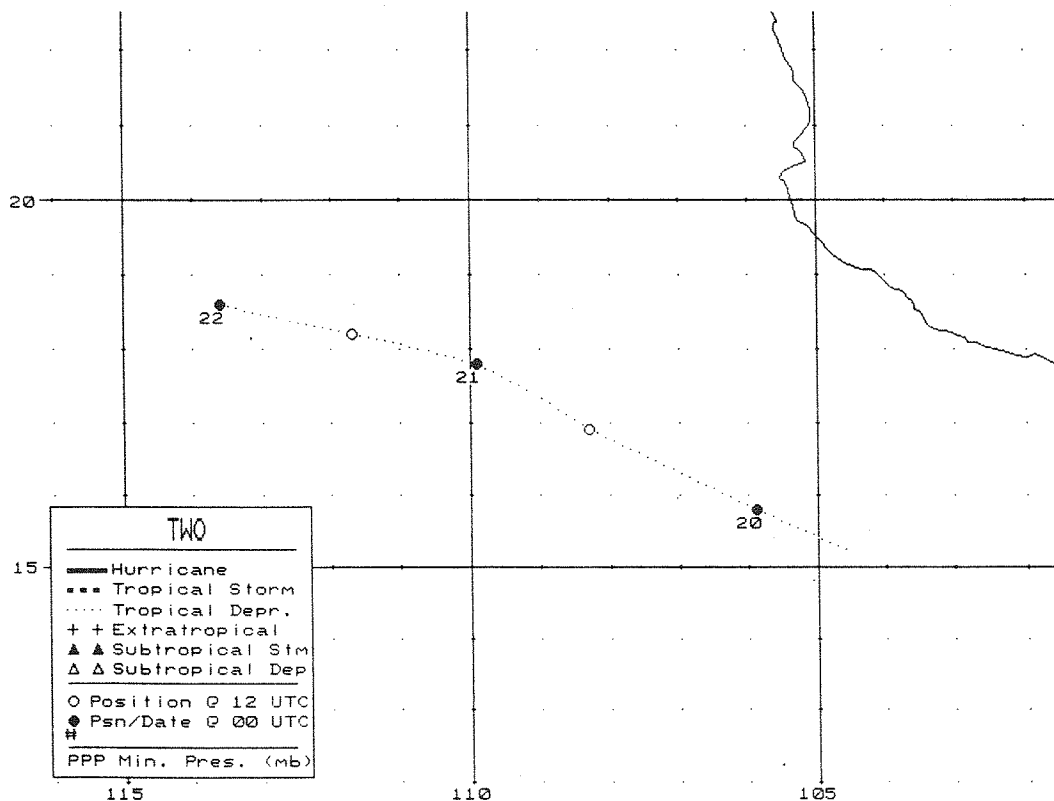 20
22
21
20
15
TWO
Hurricane
Tropical Storm
Tropical Depr.
+ + Extratropical
Subtropical Stm
Subtropical Dep
Position @ 12 UTC
Psn/Date @ 00 UTC
#
PPP Min. Pres. (mb)
115 110 105